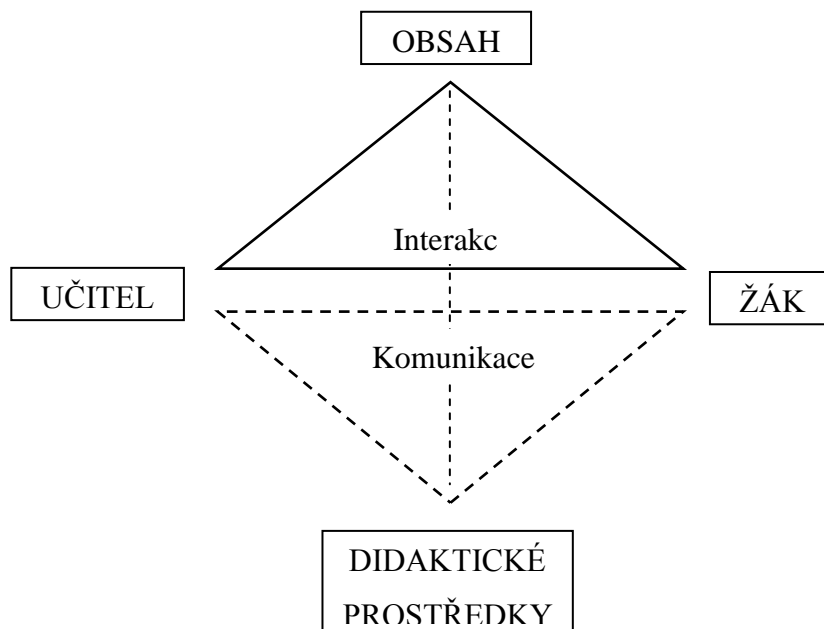 OBSAH
Interakc
UČITEL
ŽÁK
Komunikace
DIDAKTICKÉ
PROSTŘEDKY